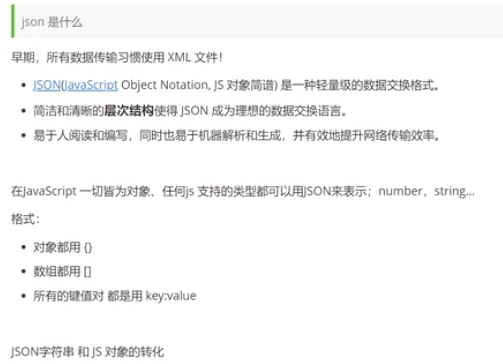 json 是什么
早期，所有数据传输习惯使用 XML 文件！
JSON(JavaScript Object Notation, JS 对象简谱) 是一种轻量级的数据交换格式。
简洁和清晰的层次结构使得 JSON 成为理想的数据交换语言。
易于人阅读和编写，同时也易于机器解析和生成，并有效地提升网络传输效率。
在JavaScript 一切皆为对象、任何js 支持的类型都可以用JSON来表示；number，string...
格式：
对象都用 {}
数组都用 []
所有的键值对 都是用 key:value
JSON字符串 和 JS 对象的转化